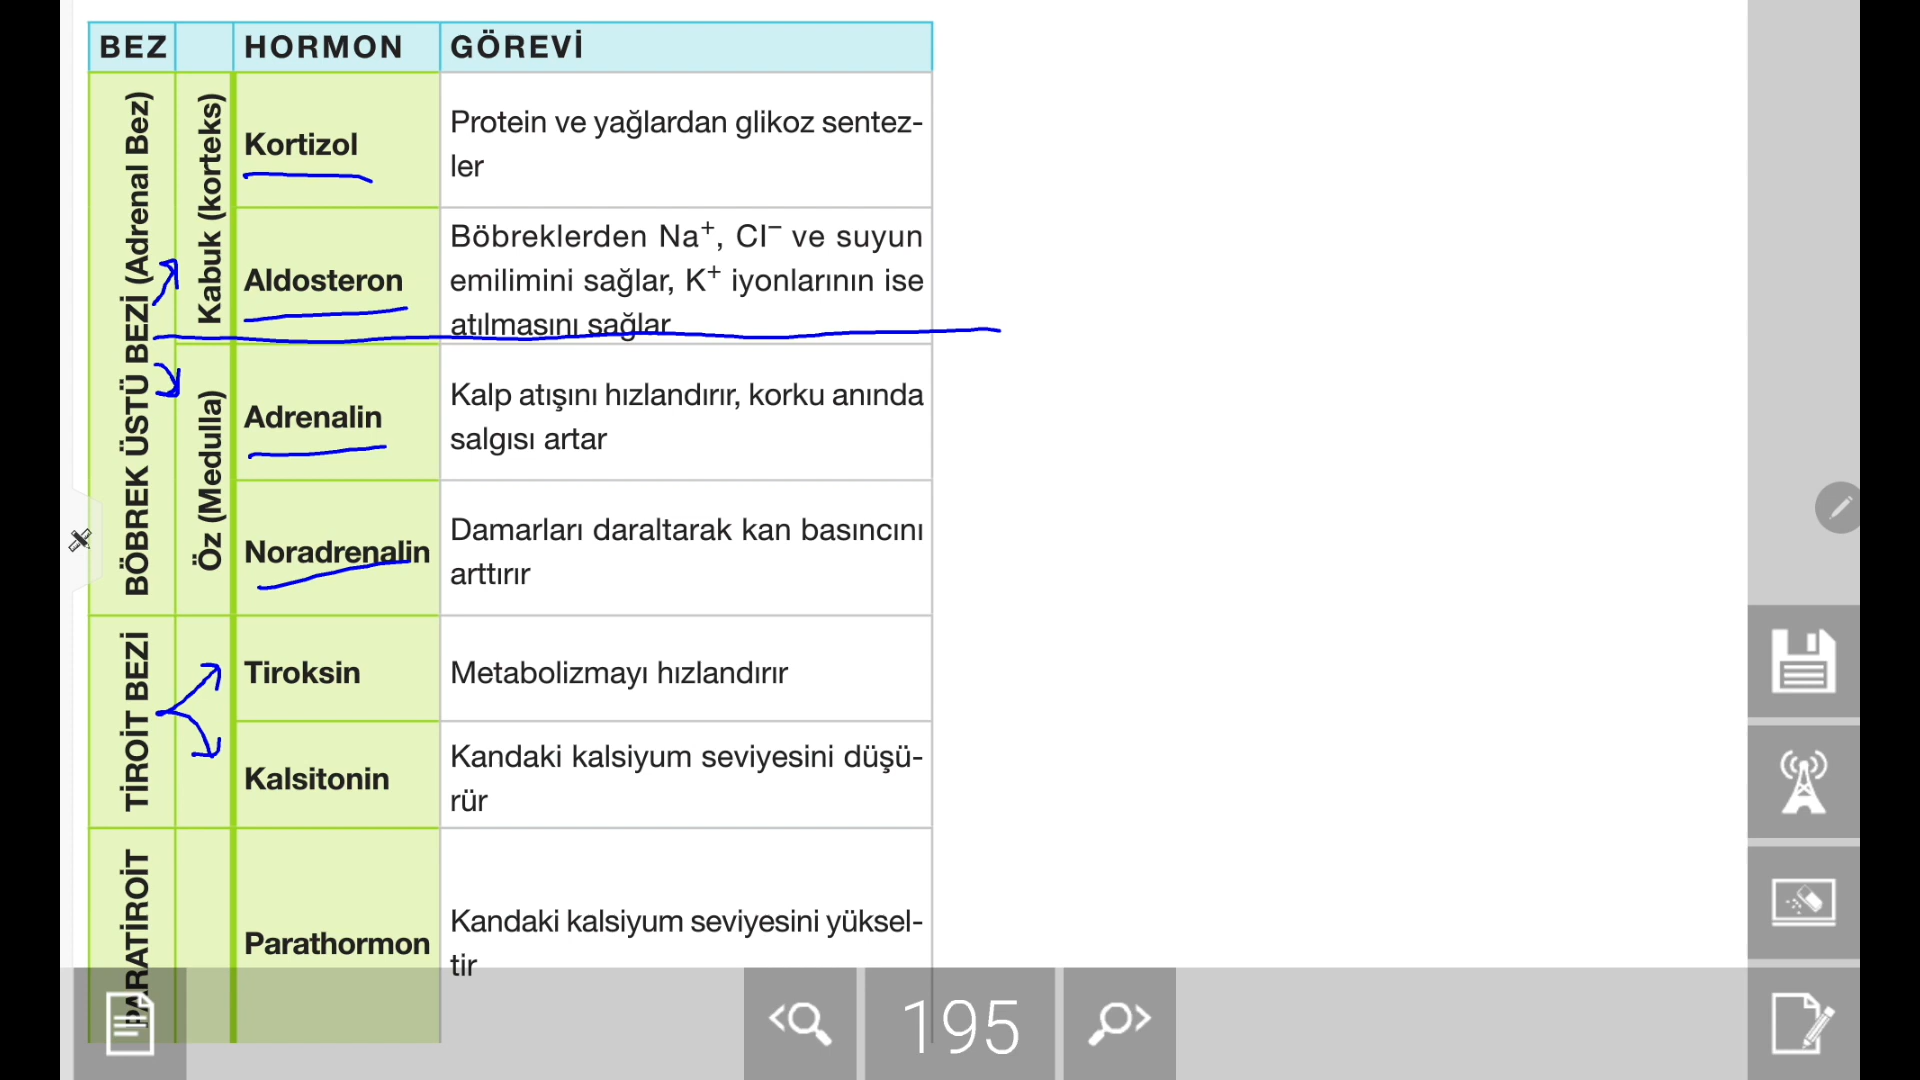 BEZ HORMON GÖREVİ
BÖBREK ÜSTÜ BEZİ (Adrenal Bez)
Kabuk (korteks)
Kortizol
Protein ve yağlardan glikoz sentez-
ler
Aldosteron
Böbreklerden Na⁺, Cl⁻ ve suyun
emilimini sağlar, K⁺ iyonlarının ise
atılmasını sağlar
Öz (Medulla)
Adrenalin
Kalp atışını hızlandırır, korku anında
salgısı artar
Noradrenalin
Damarları daraltarak kan basıncını
arttırır
TİROİT BEZİ
Tiroksin
Metabolizmayı hızlandırır
Kalsitonin
Kandaki kalsiyum seviyesini düşü-
rür
PARATİROİT
Parathormon
Kandaki kalsiyum seviyesini yüksel-
tir
195